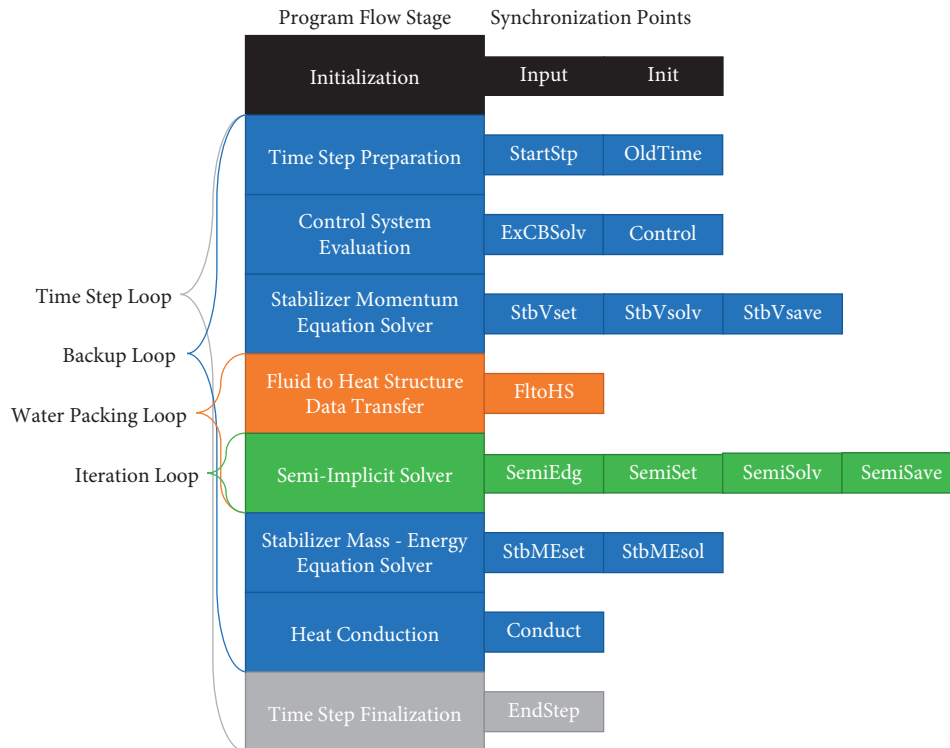 Program Flow Stage Synchronization Points
Initialization Input Init
Time Step Preparation StartStp OldTime
Control System
Evaluation
ExCBSolv Control
Time Step Loop
Stabilizer Momentum
Equation Solver
StbVset StbVsolv StbVsave
Backup Loop
Fluid to Heat Structure
Data Transfer
FltoHS
Water Packing Loop
Iteration Loop
Semi-Implicit Solver SemiEdg SemiSet SemiSolv SemiSave
Stabilizer Mass - Energy
Equation Solver
StbMEset StbMEsol
Heat Conduction Conduct
Time Step Finalization EndStep